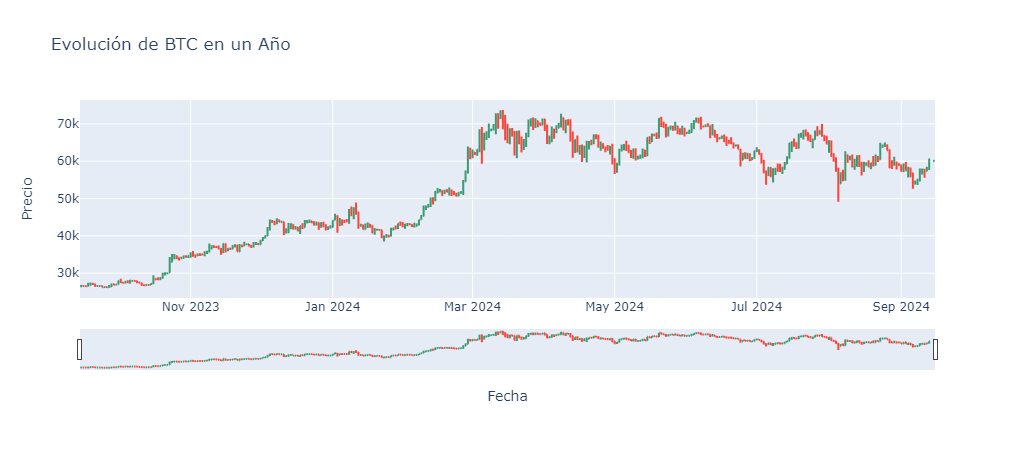 Evolución de BTC en un Año
Precio
70k
60k
50k
40k
30k
Nov 2023
Jan 2024
Mar 2024
May 2024
Jul 2024
Sep 2024
Fecha